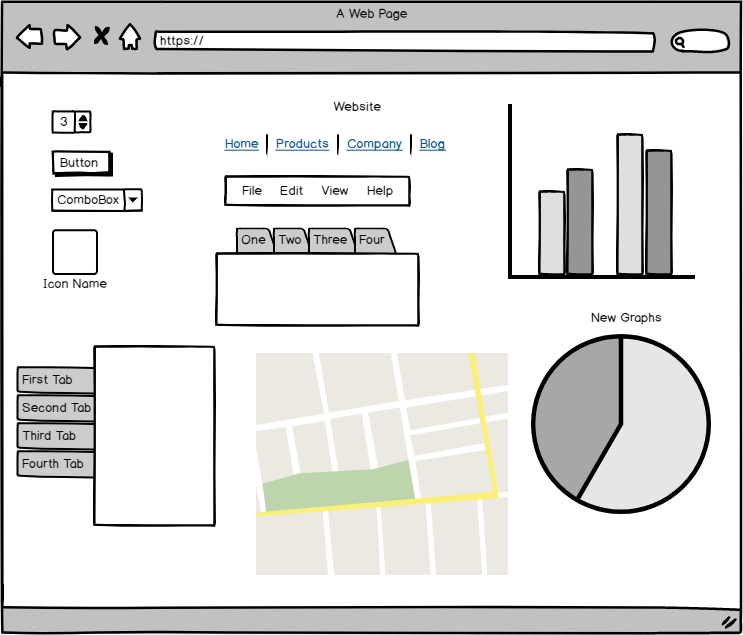 A Web Page
https://
3
Button
ComboBox
Icon Name
Website
Home Products Company Blog
File Edit View Help
One Two Three Four
New Graphs
First Tab
Second Tab
Third Tab
Fourth Tab